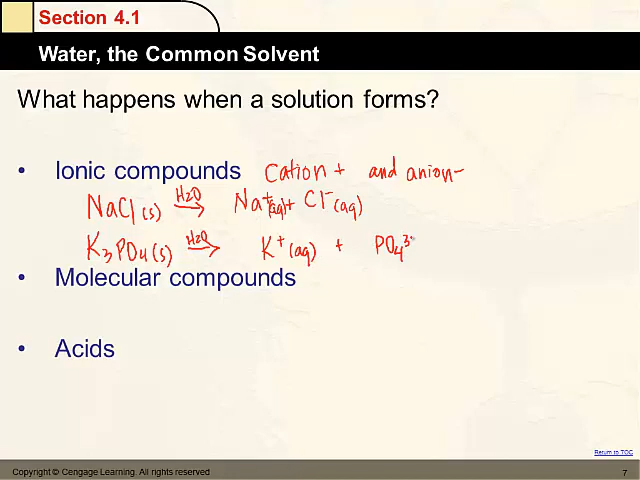 Section 4.1
Water, the Common Solvent
What happens when a solution forms?
• Ionic compounds cation + and anion -
NaCl(s) H2O → Na+(aq) + Cl-(aq)
K3PO4(s) H2O → K+(aq) + PO4 3
• Molecular compounds
• Acids
Return to TOC
Copyright © Cengage Learning. All rights reserved 7